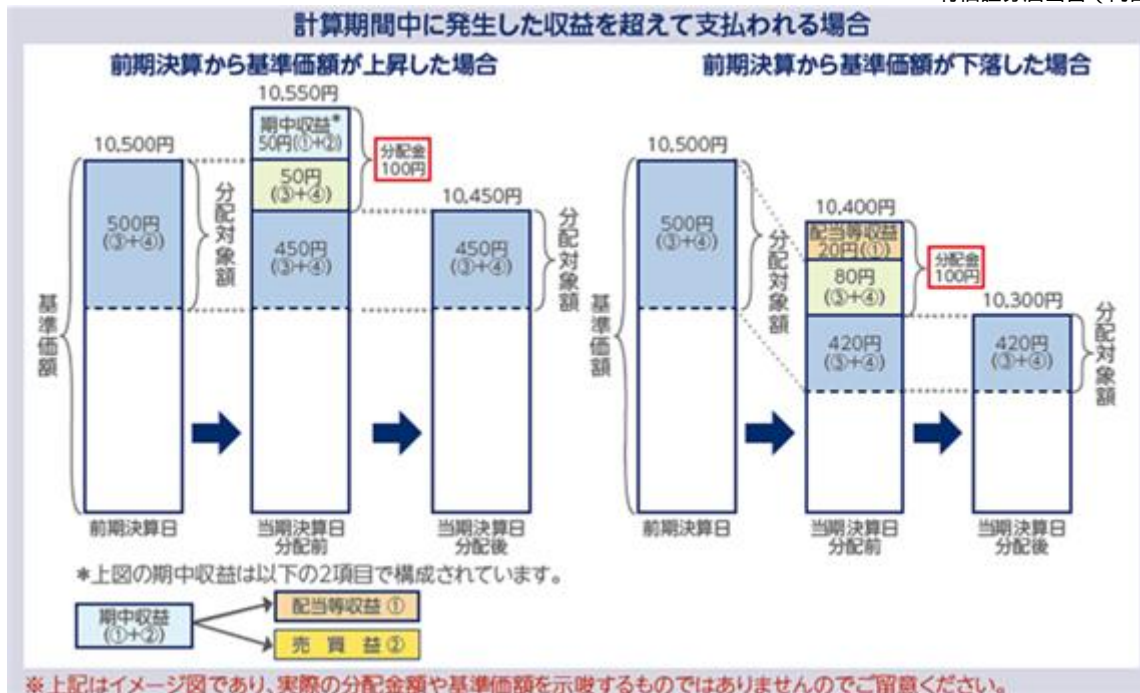 計算期間中に発生した収益を超えて支払われる場合
前期決算から基準価額が上昇した場合
10,500円
10,550円
期中収益*
50円(①+②)
分配金
100円
50円
(③+④)
500円
(③+④)
分配対象額
450円
(③+④)
10,450円
450円
(③+④)
分配対象額
基準価額
前期決算日
当期決算日
分配前
当期決算日
分配後
前期決算から基準価額が下落した場合
10,500円
10,400円
配当等収益
20円(①)
分配金
100円
500円
(③+④)
分配対象額
80円
(③+④)
420円
(③+④)
10,300円
420円
(③+④)
分配対象額
基準価額
前期決算日
当期決算日
分配前
当期決算日
分配後
*上図の期中収益は以下の2項目で構成されています。
期中収益
(①+②)
配当等収益 ①
売 買 益 ②
※上記はイメージ図であり、実際の分配金額や基準価額を示唆するものではありませんのでご留意ください。